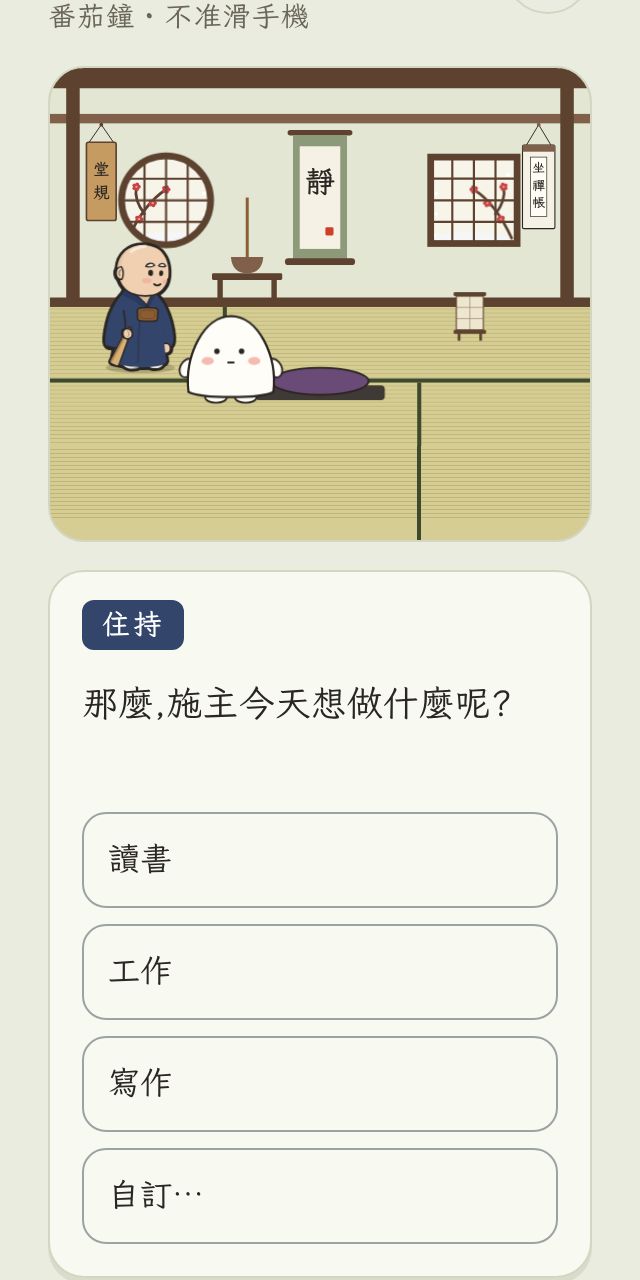 番茄鐘・不准滑手機
堂規
靜
坐禪帳
住持
那麼,施主今天想做什麼呢?
讀書
工作
寫作
自訂…